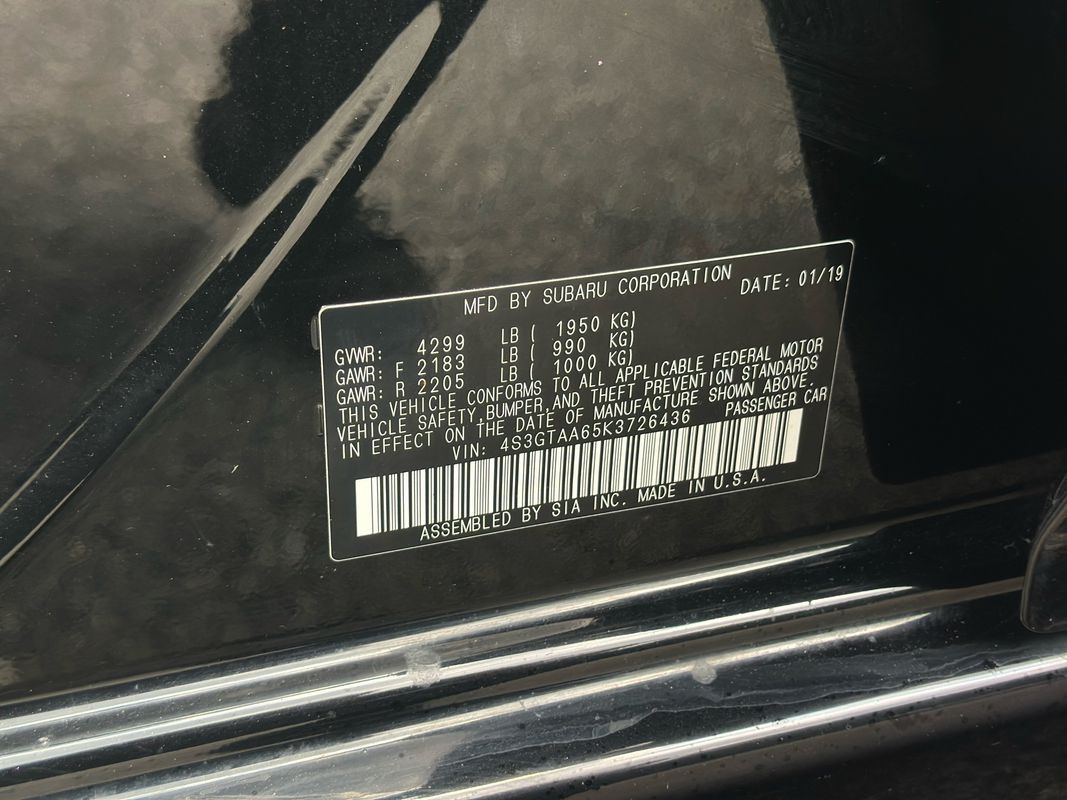 MFD BY SUBARU CORPORATION DATE: 01/19
GVWR: 4299 LB ( 1950 KG)
GAWR: F 2183 LB ( 990 KG)
GAWR: R 2205 LB ( 1000 KG)
THIS VEHICLE CONFORMS TO ALL APPLICABLE FEDERAL MOTOR
VEHICLE SAFETY, BUMPER, AND THEFT PREVENTION STANDARDS
IN EFFECT ON THE DATE OF MANUFACTURE SHOWN ABOVE.
VIN: 4S3GTAA65K3726436 PASSENGER CAR
ASSEMBLED BY SIA INC. MADE IN U.S.A.